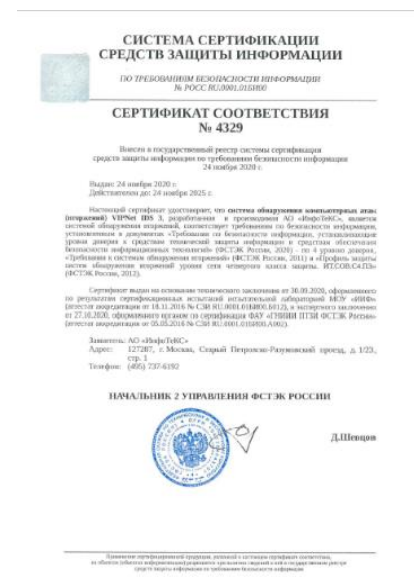 СИСТЕМА СЕРТИФИКАЦИИ
СРЕДСТВ ЗАЩИТЫ ИНФОРМАЦИИ
ПО ТРЕБОВАНИЯМ БЕЗОПАСНОСТИ ИНФОРМАЦИИ
№ РОСС RU.0001.01БИ00
СЕРТИФИКАТ СООТВЕТСТВИЯ
№ 4329
Внесен в государственный реестр системы сертификации
средств защиты информации по требованиям безопасности информации
24 ноября 2020 г.
Выдан: 24 ноября 2020 г.
Действителен до: 24 ноября 2025 г.
Настоящий сертификат удостоверяет, что система обнаружения компьютерных атак
(вторжений) ViPNet IDS 3, разработанная и производимая АО «ИнфоТеКС», является
системой обнаружения вторжений, соответствует требованиям по безопасности информации,
установленным в документах «Требования по безопасности информации, устанавливающие
уровни доверия к средствам технической защиты информации и средствам обеспечения
безопасности информационных технологий» (ФСТЭК России, 2020) - по 4 уровню доверия,
«Требования к системам обнаружения вторжений» (ФСТЭК России, 2011) и «Профиль защиты
систем обнаружения вторжений уровня сети четвертого класса защиты. ИТ.СОВ.С4.ПЗ»
(ФСТЭК России, 2012).
Сертификат выдан на основании технического заключения от 30.09.2020, оформленного
по результатам сертификационных испытаний испытательной лабораторией МОУ «ИИФ»
(аттестат аккредитации от 18.11.2016 № СЗИ RU.0001.01БИ00.Б012), и экспертного заключения
от 27.10.2020, оформленного органом по сертификации ФАУ «ГНИИИ ПТЗИ ФСТЭК России»
(аттестат аккредитации от 05.05.2016 № СЗИ RU.0001.01БИ00.А002).
Заявитель: АО «ИнфоТеКС»
Адрес: 127287, г. Москва, Старый Петровско-Разумовский проезд, д. 1/23,
стр. 1
Телефон: (495) 737-6192
НАЧАЛЬНИК 2 УПРАВЛЕНИЯ ФСТЭК РОССИИ
Д.Шевцов